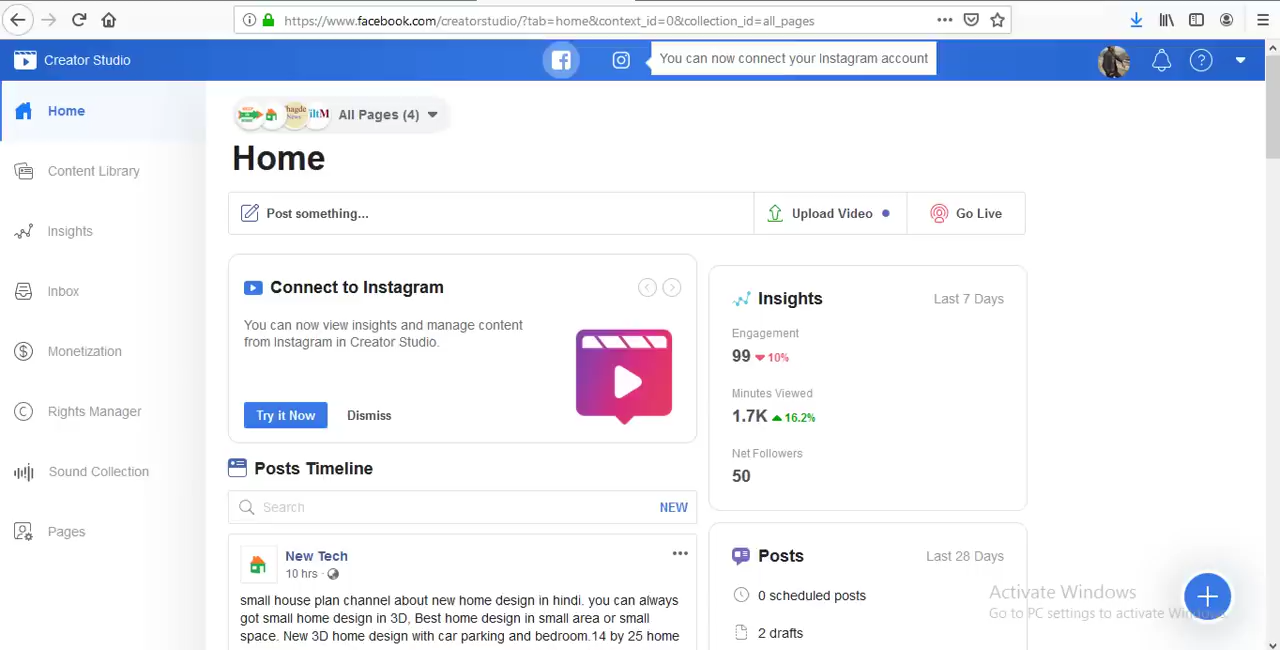 https://www.facebook.com/creatorstudio/?tab=home&context_id=0&collection_id=all_pages
Creator Studio
You can now connect your Instagram account
Home
Content Library
Insights
Inbox
Monetization
Rights Manager
Sound Collection
Pages
All Pages (4)
Home
Post something...
Upload Video
Go Live
Connect to Instagram
You can now view insights and manage content
from Instagram in Creator Studio.
Try it Now
Dismiss
Insights
Last 7 Days
Engagement
99 10%
Minutes Viewed
1.7K 16.2%
Net Followers
50
Posts Timeline
Search
NEW
New Tech
10 hrs ·
small house plan channel about new home design in hindi. you can always
got small home design in 3D, Best home design in small area or small
space. New 3D home design with car parking and bedroom.14 by 25 home
Posts
Last 28 Days
0 scheduled posts
2 drafts
Activate Windows
Go to PC settings to activate Windows.